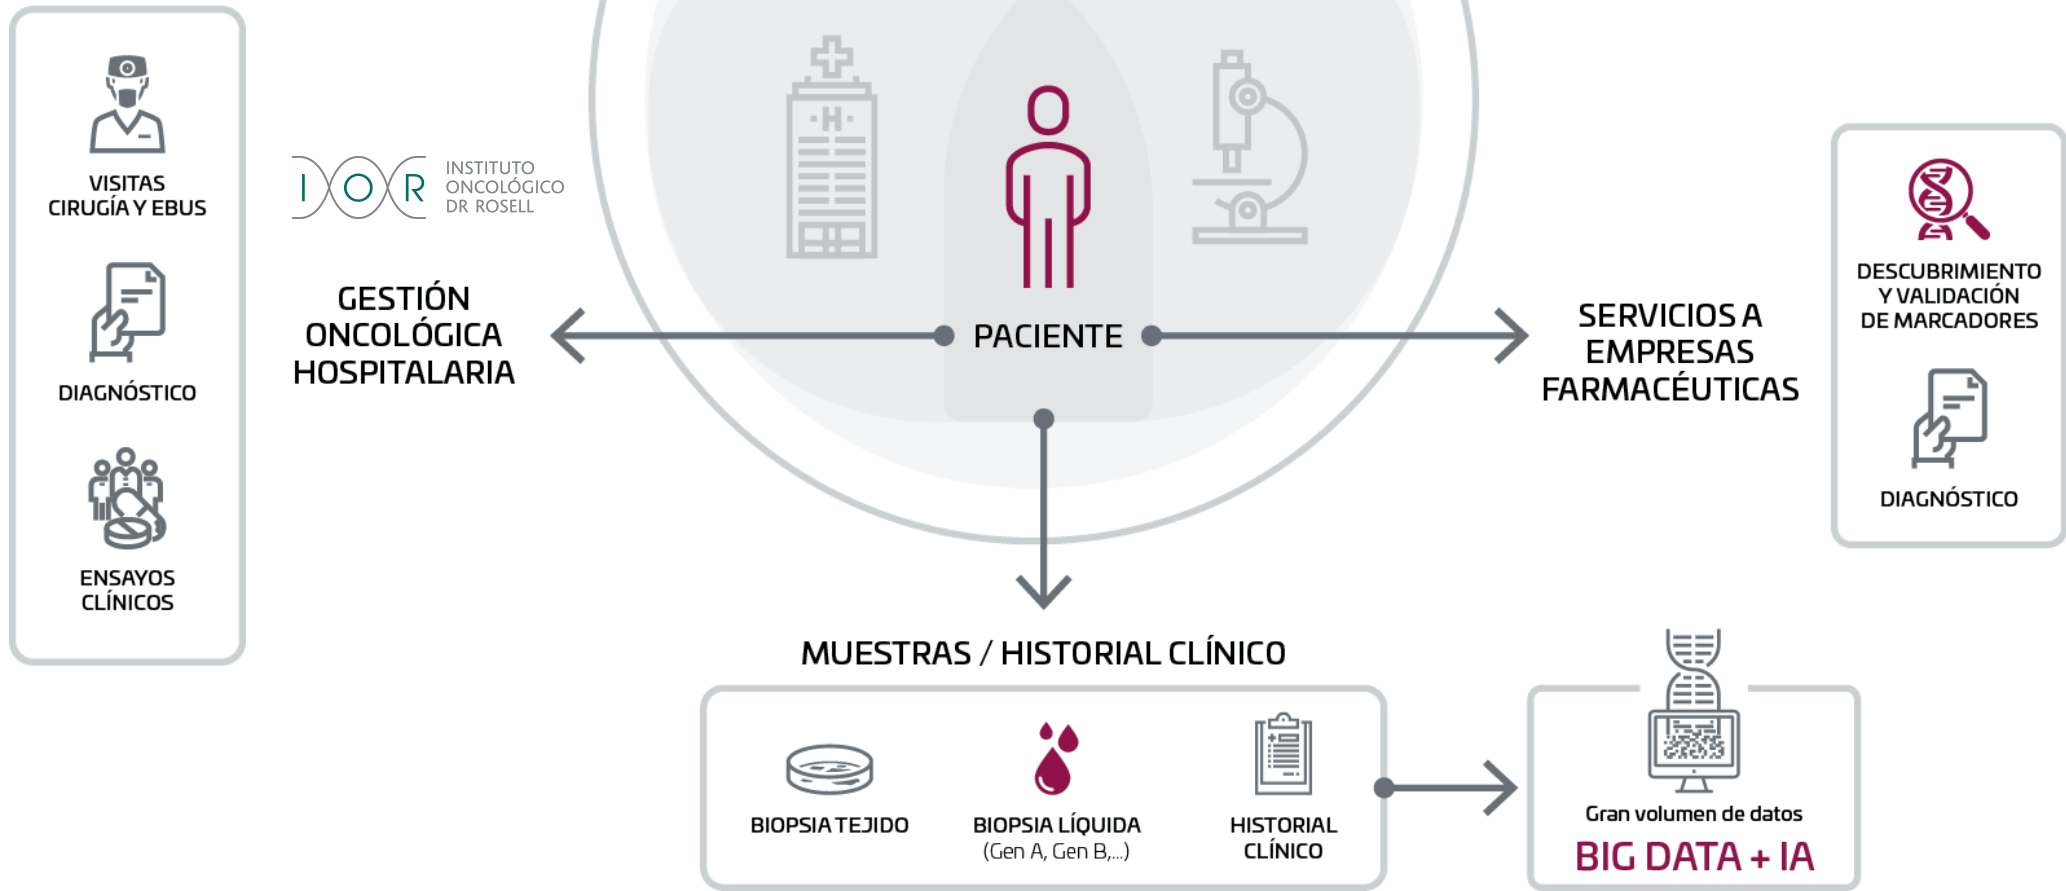 VISITAS
CIRUGÍA Y EBUS
DIAGNÓSTICO
ENSAYOS
CLÍNICOS
IOR
INSTITUTO
ONCOLÓGICO
DR ROSELL
GESTIÓN
ONCOLÓGICA
HOSPITALARIA
H
PACIENTE
SERVICIOS A
EMPRESAS
FARMACÉUTICAS
DESCUBRIMIENTO
Y VALIDACIÓN
DE MARCADORES
DIAGNÓSTICO
MUESTRAS / HISTORIAL CLÍNICO
BIOPSIA TEJIDO
BIOPSIA LÍQUIDA
(Gen A, Gen B,...)
HISTORIAL
CLÍNICO
Gran volumen de datos
BIG DATA + IA